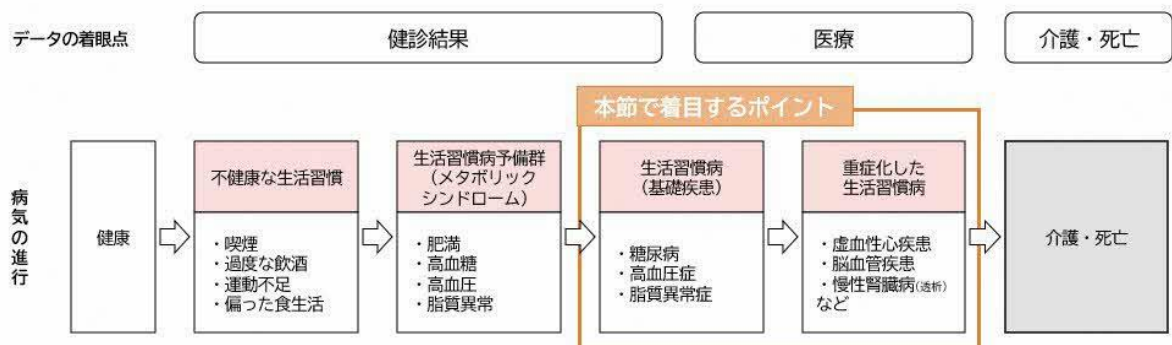 データの着眼点
健診結果
医療
介護・死亡
本節で着目するポイント
病気の進行
健康
不健康な生活習慣
・喫煙
・過度な飲酒
・運動不足
・偏った食生活
生活習慣病予備群
(メタボリック
シンドローム)
・肥満
・高血糖
・高血圧
・脂質異常
生活習慣病
(基礎疾患)
・糖尿病
・高血圧症
・脂質異常症
重症化した
生活習慣病
・虚血性心疾患
・脳血管疾患
・慢性腎臓病(透析)
など
介護・死亡